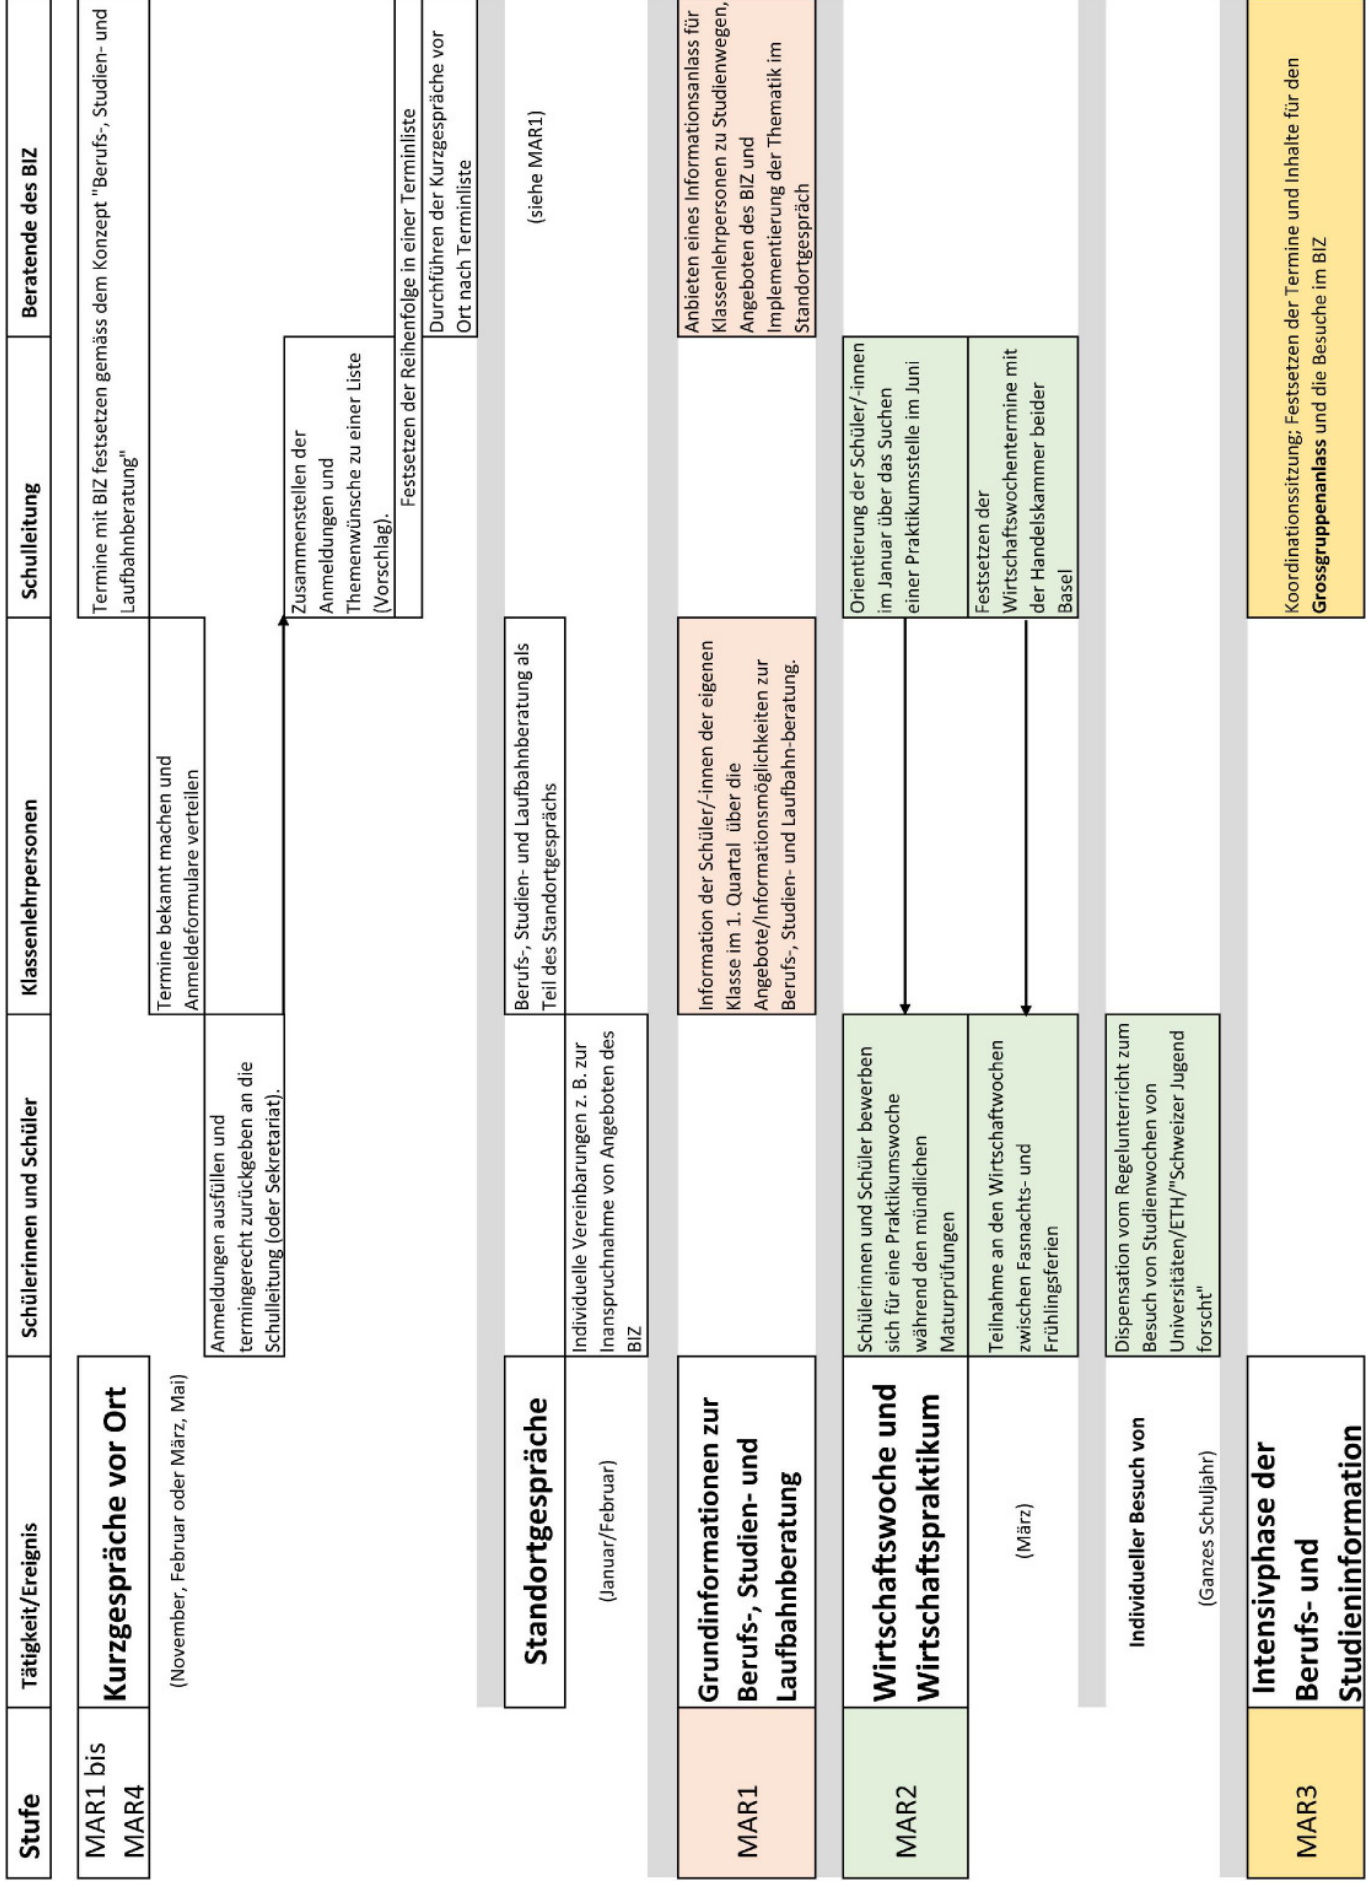 Stufe
Tätigkeit/Ereignis
Schülerinnen und Schüler
Klassenlehrpersonen
Schulleitung
Beratende des BIZ
MAR1 bis
MAR4
Kurzgespräche vor Ort
(November, Februar oder März, Mai)
Termine mit BIZ festsetzen gemäss dem Konzept "Berufs-, Studien- und
Laufbahnberatung"
Termine bekannt machen und
Anmeldeformulare verteilen
Anmeldungen ausfüllen und
termingerecht zurückgeben an die
Schulleitung (oder Sekretariat).
Zusammenstellen der
Anmeldungen und
Themenwünsche zu einer Liste
(Vorschlag).
Festsetzen der Reihenfolge in einer Terminliste
Durchführen der Kurzgespräche vor
Ort nach Terminliste
Standortgespräche
(Januar/Februar)
Berufs-, Studien- und Laufbahnberatung als
Teil des Standortgesprächs
(siehe MAR1)
Individuelle Vereinbarungen z. B. zur
Inanspruchnahme von Angeboten des
BIZ
MAR1
Grundinformationen zur
Berufs-, Studien- und
Laufbahnberatung
Information der Schüler/-innen der eigenen
Klasse im 1. Quartal über die
Angebote/Informationsmöglichkeiten zur
Berufs-, Studien- und Laufbahn-beratung.
Anbieten eines Informationsanlass für
Klassenlehrpersonen zu Studienwegen,
Angeboten des BIZ und
Implementierung der Thematik im
Standortgespräch
MAR2
Wirtschaftswoche und
Wirtschaftspraktikum
(März)
Schülerinnen und Schüler bewerben
sich für eine Praktikumswoche
während den mündlichen
Maturprüfungen
Orientierung der Schüler/-innen
im Januar über das Suchen
einer Praktikumsstelle im Juni
Teilnahme an den Wirtschaftwochen
zwischen Fasnachts- und
Frühlingsferien
Festsetzen der
Wirtschaftswochentermine mit
der Handelskammer beider
Basel
Individueller Besuch von
(Ganzes Schuljahr)
Dispensation vom Regelunterricht zum
Besuch von Studienwochen von
Universitäten/ETH/"Schweizer Jugend
forscht"
MAR3
Intensivphase der
Berufs- und
Studieninformation
Koordinationssitzung; Festsetzen der Termine und Inhalte für den
Grossgruppenanlass und die Besuche im BIZ